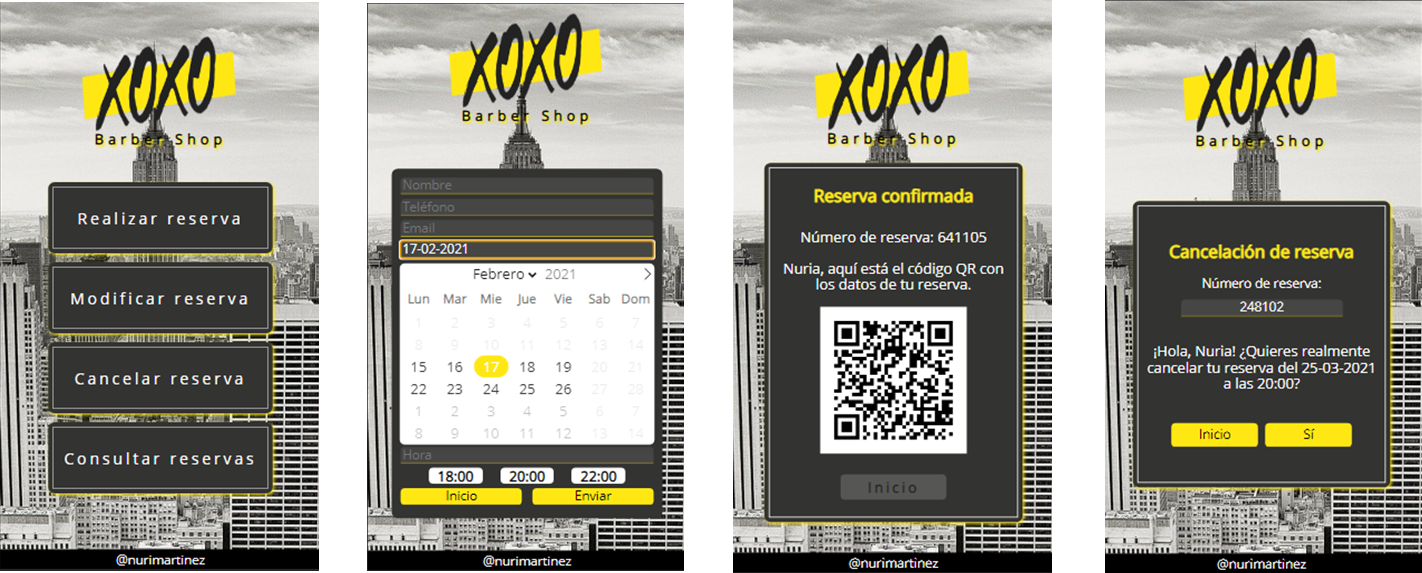 XOXO
Barber Shop
Realizar reserva
Modificar reserva
Cancelar reserva
Consultar reservas
@nurimartinez
XOXO
Barber Shop
Nombre
Teléfono
Email
17-02-2021
Febrero 2021
Lun Mar Mie Jue Vie Sab Dom
1 2 3 4 5 6 7
8 9 10 11 12 13 14
15 16 17 18 19 20 21
22 23 24 25 26 27 28
1 2 3 4 5 6 7
8 9 10 11 12 13 14
Hora
18:00 20:00 22:00
Inicio Enviar
@nurimartinez
XOXO
Barber Shop
Reserva confirmada
Número de reserva: 641105
Nuria, aquí está el código QR con
los datos de tu reserva.
Inicio
@nurimartinez
XOXO
Barber Shop
Cancelación de reserva
Número de reserva:
248102
¡Hola, Nuria! ¿Quieres realmente
cancelar tu reserva del 25-03-2021
a las 20:00?
Inicio Sí
@nurimartinez